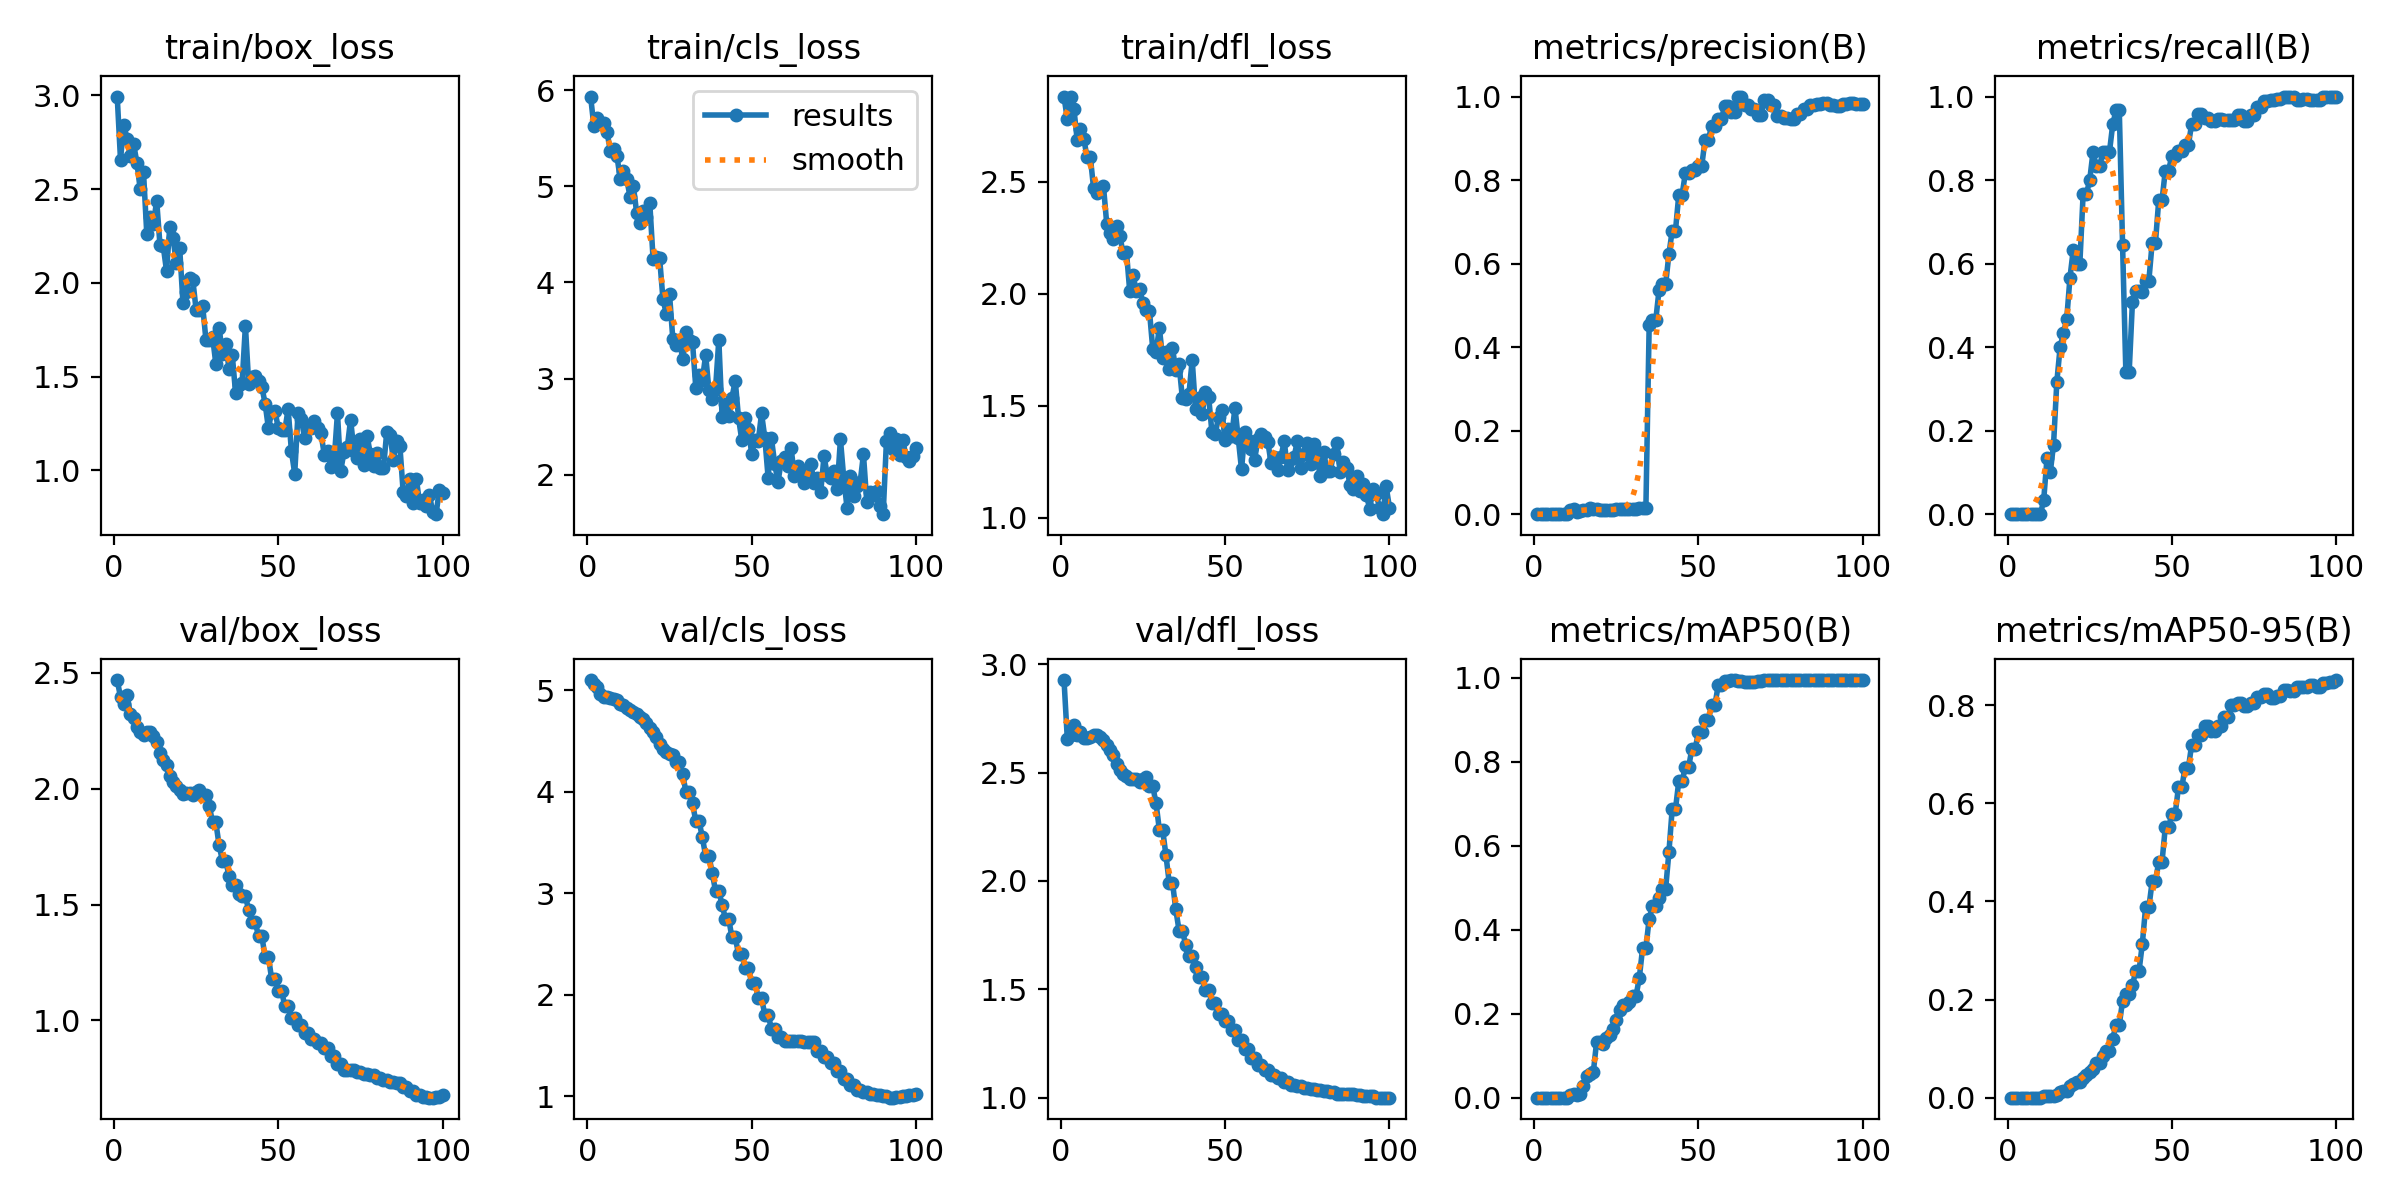 train/box_loss
3.0
2.5
2.0
1.5
1.0
0 50 100
train/cls_loss
results
smooth
6
5
4
3
2
0 50 100
train/dfl_loss
2.5
2.0
1.5
1.0
0 50 100
metrics/precision(B)
1.0
0.8
0.6
0.4
0.2
0.0
0 50 100
metrics/recall(B)
1.0
0.8
0.6
0.4
0.2
0.0
0 50 100
val/box_loss
2.5
2.0
1.5
1.0
0 50 100
val/cls_loss
5
4
3
2
1
0 50 100
val/dfl_loss
3.0
2.5
2.0
1.5
1.0
0 50 100
metrics/mAP50(B)
1.0
0.8
0.6
0.4
0.2
0.0
0 50 100
metrics/mAP50-95(B)
0.8
0.6
0.4
0.2
0.0
0 50 100